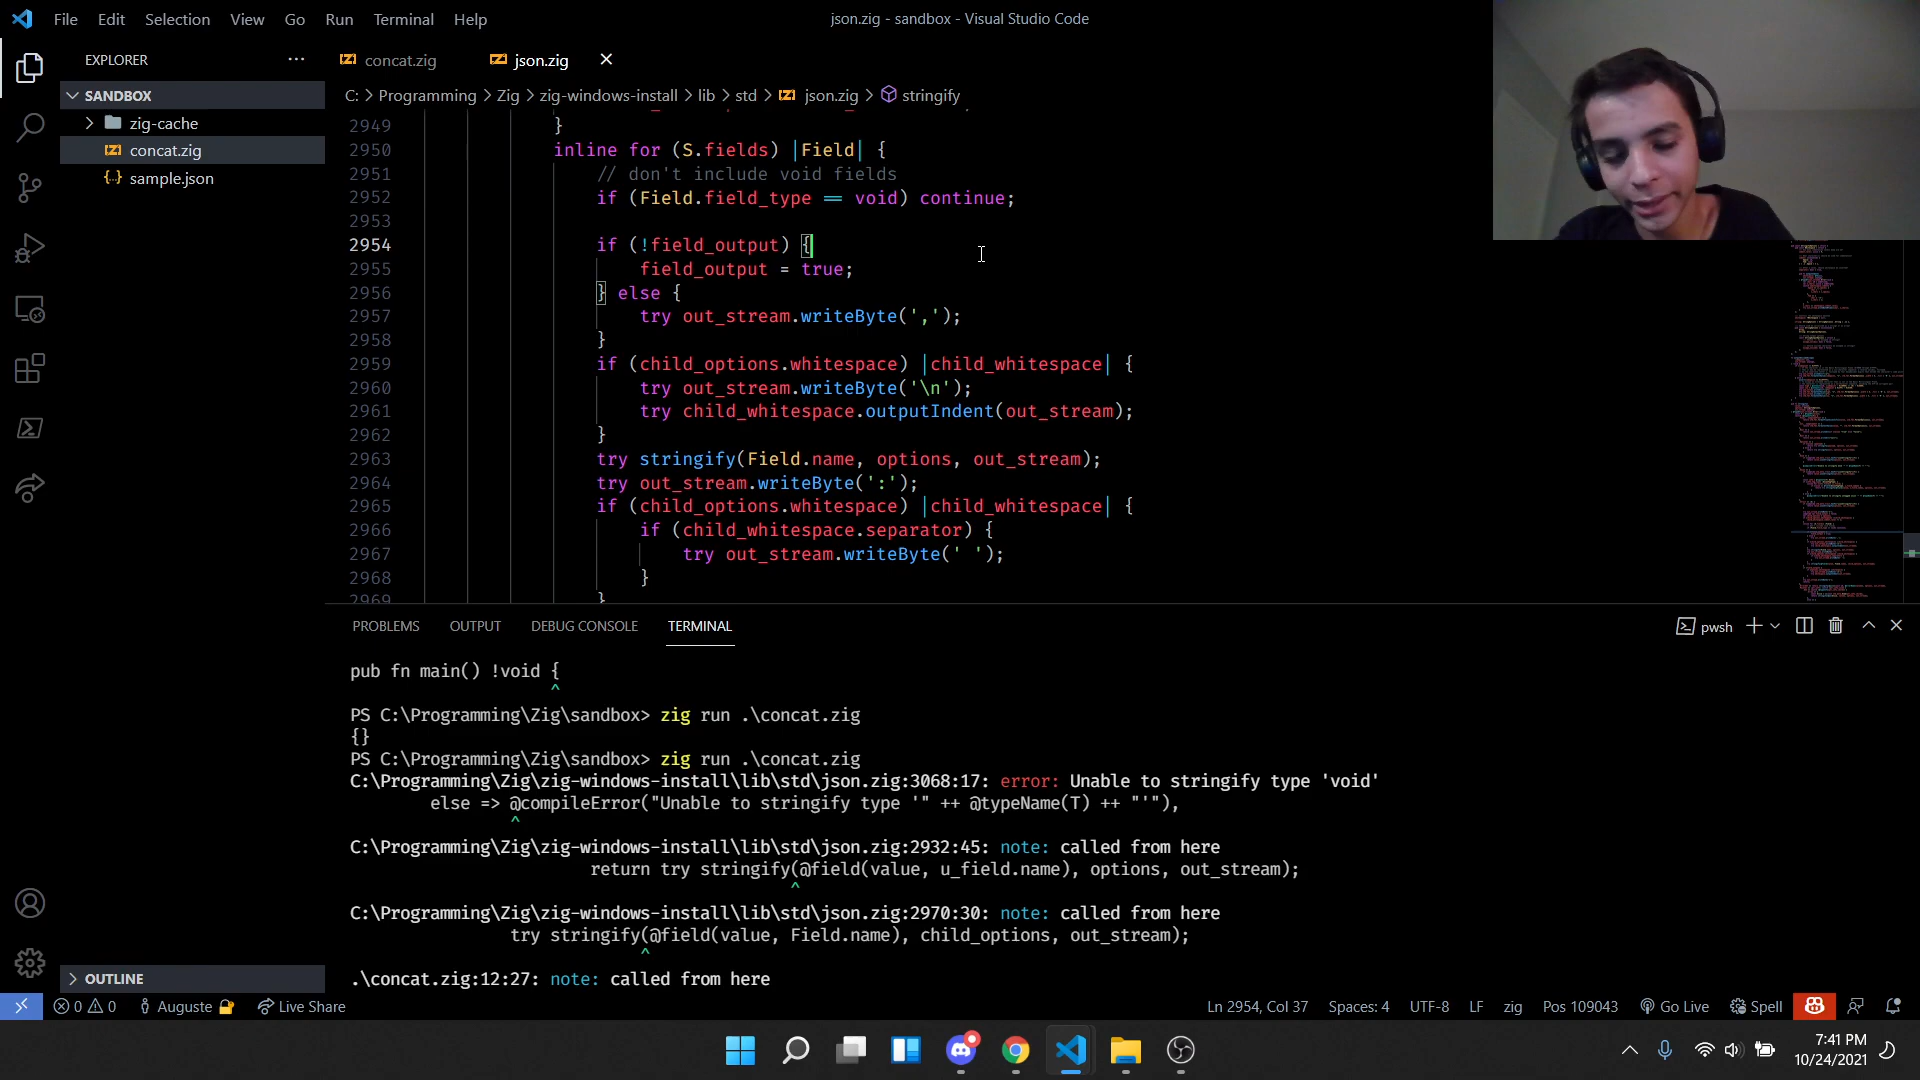 File Edit Selection View Go Run Terminal Help
json.zig - sandbox - Visual Studio Code
EXPLORER
SANDBOX
zig-cache
concat.zig
sample.json
OUTLINE
concat.zig
json.zig
C: > Programming > Zig > zig-windows-install > lib > std > json.zig > stringify
2949 }
2950 inline for (S.fields) |Field| {
2951 // don't include void fields
2952 if (Field.field_type == void) continue;
2953
2954 if (!field_output) {
2955 field_output = true;
2956 } else {
2957 try out_stream.writeByte(',');
2958 }
2959 if (child_options.whitespace) |child_whitespace| {
2960 try out_stream.writeByte('\n');
2961 try child_whitespace.outputIndent(out_stream);
2962 }
2963 try stringify(Field.name, options, out_stream);
2964 try out_stream.writeByte(':');
2965 if (child_options.whitespace) |child_whitespace| {
2966 if (child_whitespace.separator) {
2967 try out_stream.writeByte(' ');
2968 }
2969 }
PROBLEMS OUTPUT DEBUG CONSOLE TERMINAL
pwsh
pub fn main() !void {
^
PS C:\Programming\Zig\sandbox> zig run .\concat.zig
{}
PS C:\Programming\Zig\sandbox> zig run .\concat.zig
C:\Programming\Zig\zig-windows-install\lib\std\json.zig:3068:17: error: Unable to stringify type 'void'
else => @compileError("Unable to stringify type '" ++ @typeName(T) ++ "'"),
^
C:\Programming\Zig\zig-windows-install\lib\std\json.zig:2932:45: note: called from here
return try stringify(@field(value, u_field.name), options, out_stream);
^
C:\Programming\Zig\zig-windows-install\lib\std\json.zig:2970:30: note: called from here
try stringify(@field(value, Field.name), child_options, out_stream);
^
.\concat.zig:12:27: note: called from here
0 0 Auguste Live Share
Ln 2954, Col 37 Spaces: 4 UTF-8 LF zig Pos 109043 Go Live Spell
7:41 PM
10/24/2021